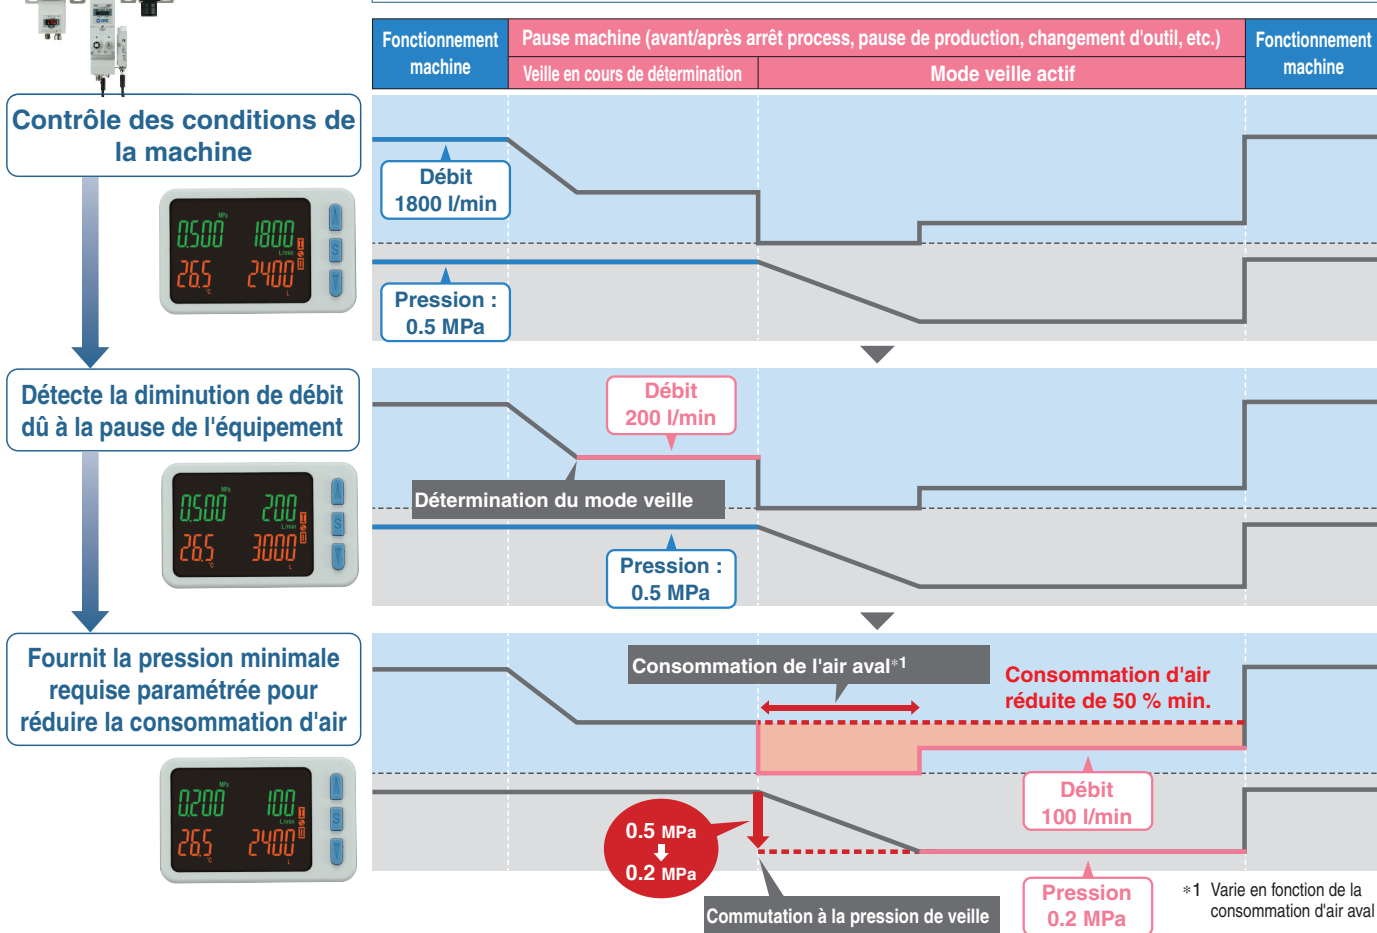 Fonctionnement
machine
Pause machine (avant/après arrêt process, pause de production, changement d'outil, etc.)
Veille en cours de détermination
Mode veille actif
Fonctionnement
machine
Contrôle des conditions de
la machine
MPa
0.500
1800
L/min
26.5
°C
2400
L
S
Débit
1800 l/min
Pression :
0.5 MPa
Détecte la diminution de débit
dû à la pause de l'équipement
MPa
0.500
200
L/min
26.5
°C
3000
L
S
Débit
200 l/min
Détermination du mode veille
Pression :
0.5 MPa
Fournit la pression minimale
requise paramétrée pour
réduire la consommation d'air
MPa
0.200
100
L/min
26.5
°C
2400
L
S
Consommation de l'air aval*1
Consommation d'air
réduite de 50 % min.
Débit
100 l/min
0.5 MPa
0.2 MPa
Commutation à la pression de veille
Pression
0.2 MPa
*1 Varie en fonction de la
consommation d'air aval